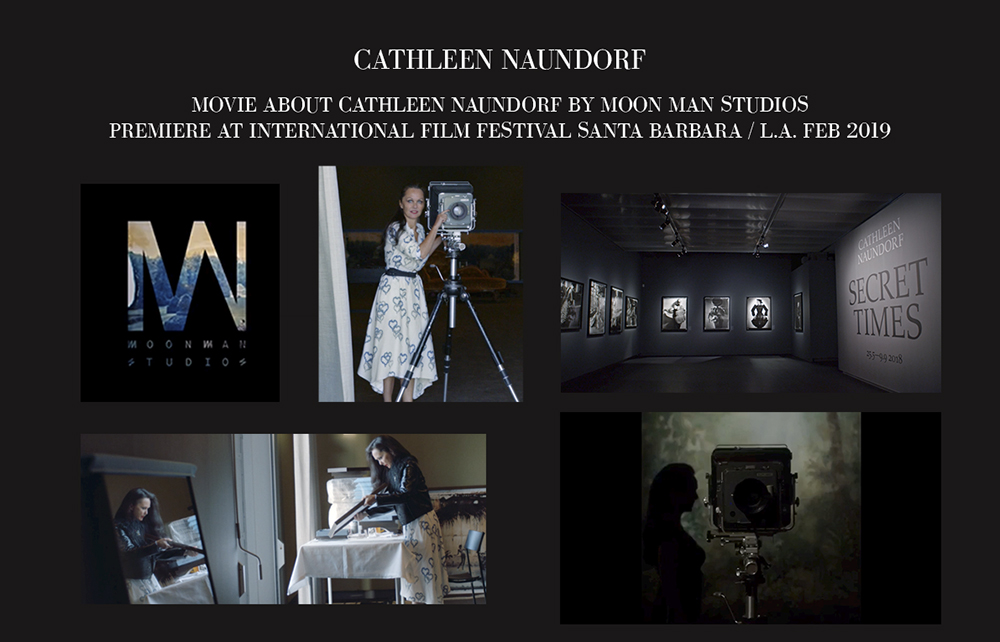 CATHLEEN NAUNDORF
MOVIE ABOUT CATHLEEN NAUNDORF BY MOON MAN STUDIOS
PREMIERE AT INTERNATIONAL FILM FESTIVAL SANTA BARBARA / L.A. FEB 2019
MOONMAN
STUDIOS
CATHLEEN
NAUNDORF
SECRET
TIMES